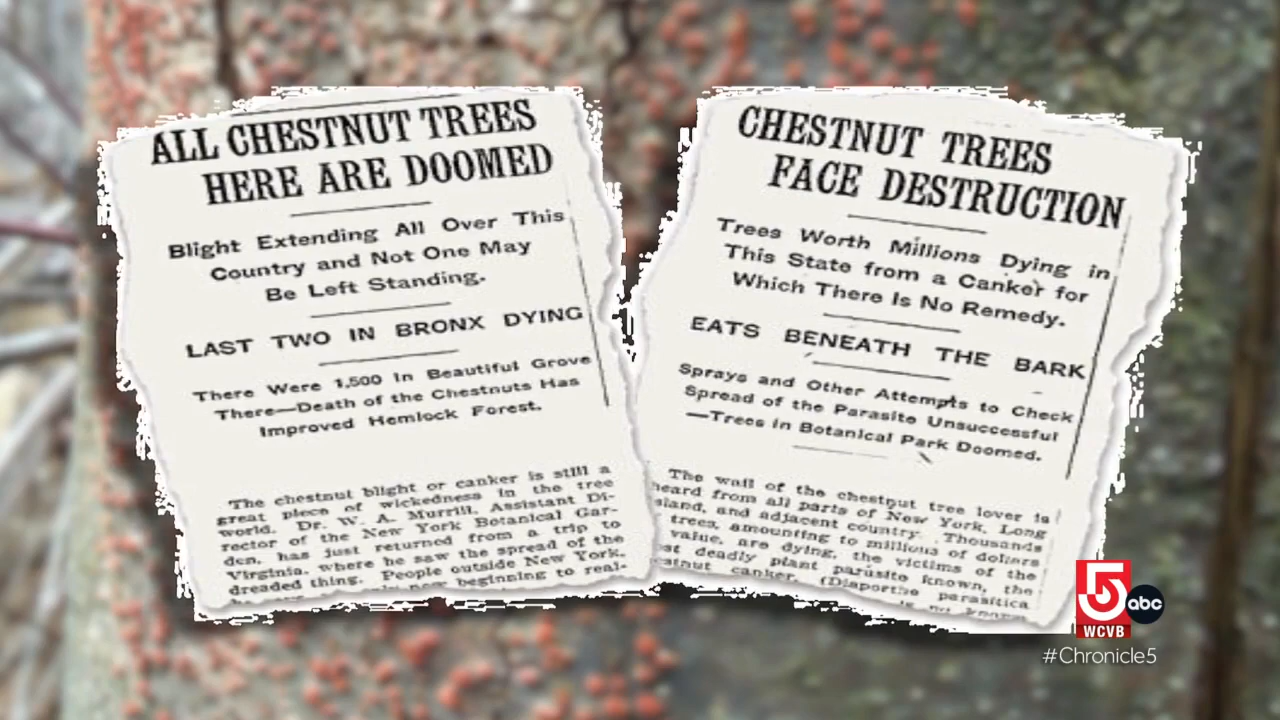 ALL CHESTNUT TREES
HERE ARE DOOMED
Blight Extending All Over This
Country and Not One May
Be Left Standing.
LAST TWO IN BRONX DYING
There Were 1,500 in Beautiful Grove
There—Death of the Chestnuts Has
Improved Hemlock Forest.
The chestnut blight or canker is still a
great piece of wickedness in the tree
world. Dr. W. A. Murrill, Assistant Di-
rector of the New York Botanical Gar-
den, has just returned from a trip to
Virginia, where he saw the spread of the
dreaded thing. People outside New York,
beginning to real-
CHESTNUT TREES
FACE DESTRUCTION
Trees Worth Millions Dying in
This State from a Canker for
Which There Is No Remedy.
EATS BENEATH THE BARK
Sprays and Other Attempts to Check
Spread of the Parasite Unsuccessful
—Trees in Botanical Park Doomed.
The wail of the chestnut tree lover is
heard from all parts of New York, Long
sland, and adjacent country. Thousands
trees, amounting to millions of dollars
value, are dying, the victims of the
st deadly plant parasite known, the
stnut canker. (Diaporthe parasitica
5 abc
WCVB
#Chronicle5